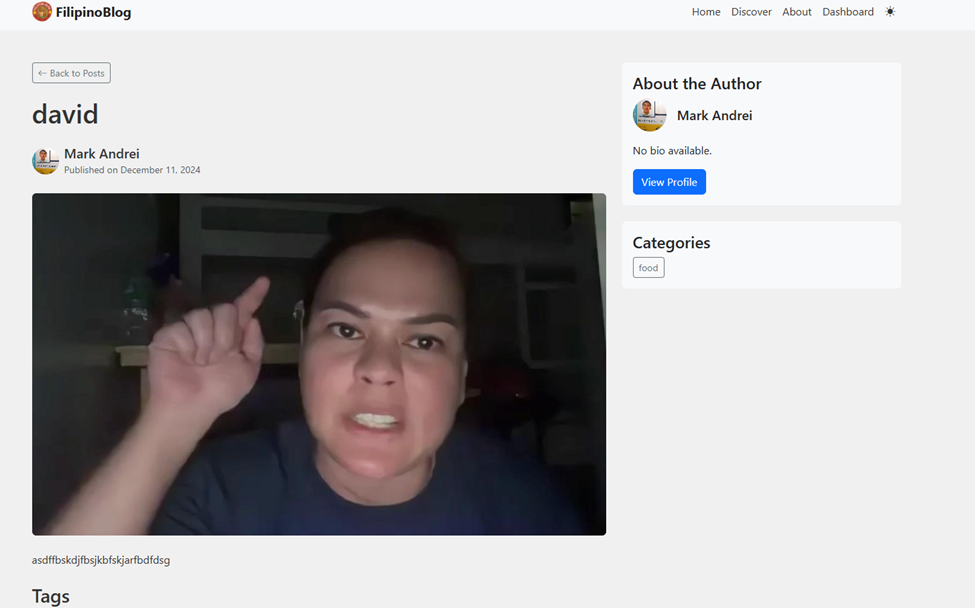 FilipinoBlog
Home Discover About Dashboard
← Back to Posts
david
Mark Andrei
Published on December 11, 2024
asdffbskdjfbsjkbfskjarfbdfdsg
Tags
About the Author
Mark Andrei
No bio available.
View Profile
Categories
food